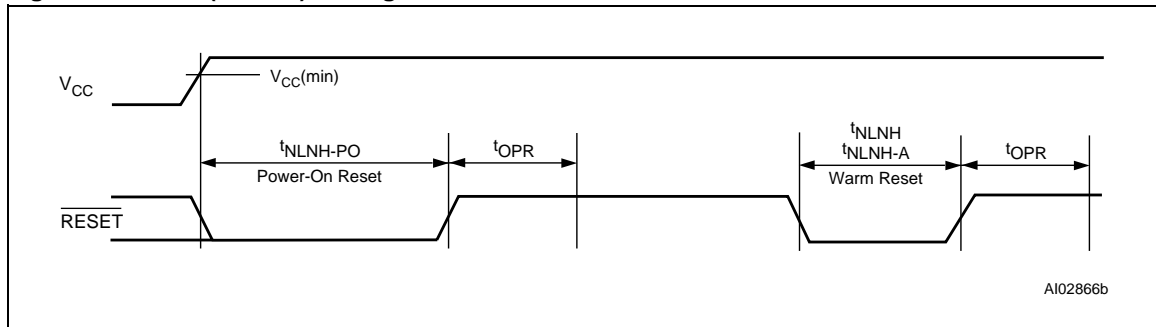 VCC
VCC(min)
tNLNH-PO
Power-On Reset
tOPR
tNLNH
tNLNH-A
Warm Reset
tOPR
RESET
AI02866b